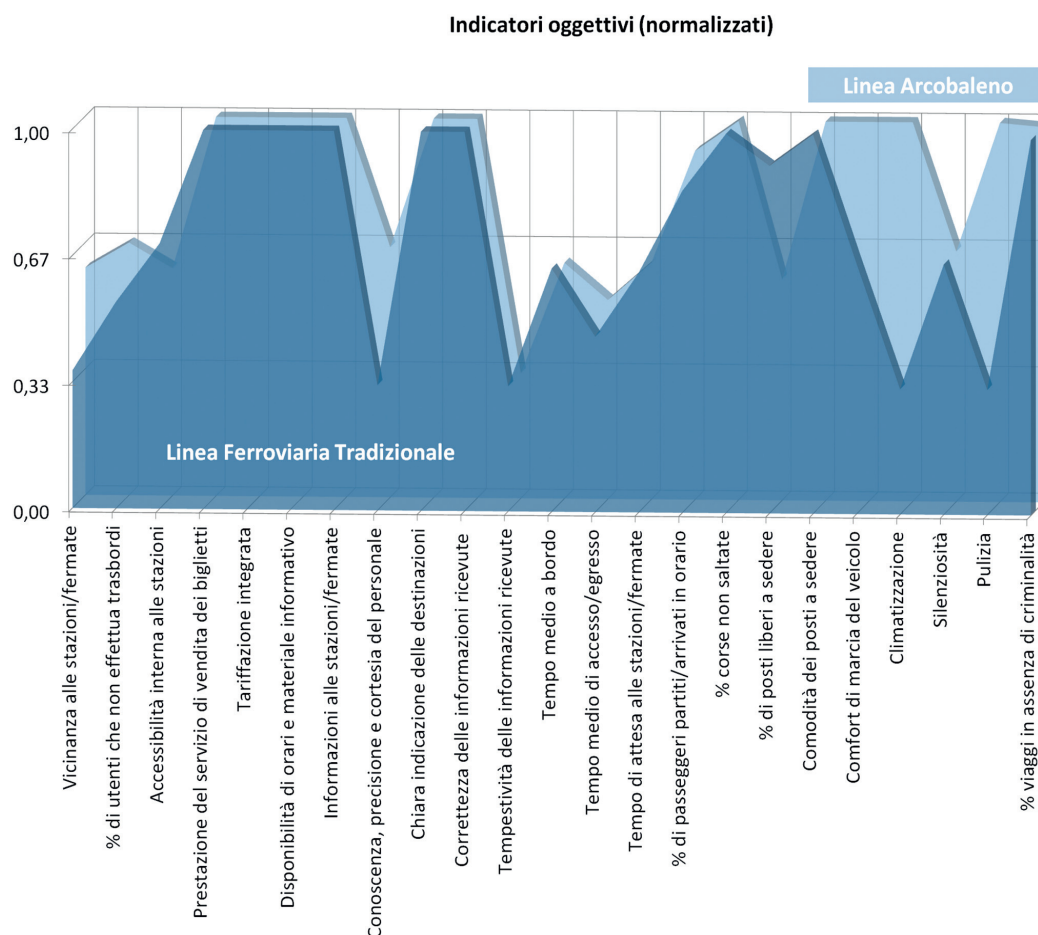 Indicatori oggettivi (normalizzati)
Linea Arcobaleno
1,00
0,67
0,33
0,00
Linea Ferroviaria Tradizionale
Vicinanza alle stazioni/fermate
% di utenti che non effettua trasbordi
Accessibilità interna alle stazioni
Prestazione del servizio di vendita dei biglietti
Tariffazione integrata
Disponibilità di orari e materiale informativo
Informazioni alle stazioni/fermate
Conoscenza, precisione e cortesia del personale
Chiara indicazione delle destinazioni
Correttezza delle informazioni ricevute
Tempestività delle informazioni ricevute
Tempo medio a bordo
Tempo medio di accesso/egresso
Tempo di attesa alle stazioni/fermate
% di passeggeri partiti/arrivati in orario
% corse non saltate
% di posti liberi a sedere
Comodità dei posti a sedere
Comfort di marcia del veicolo
Climatizzazione
Silenziosità
Pulizia
% viaggi in assenza di criminalità